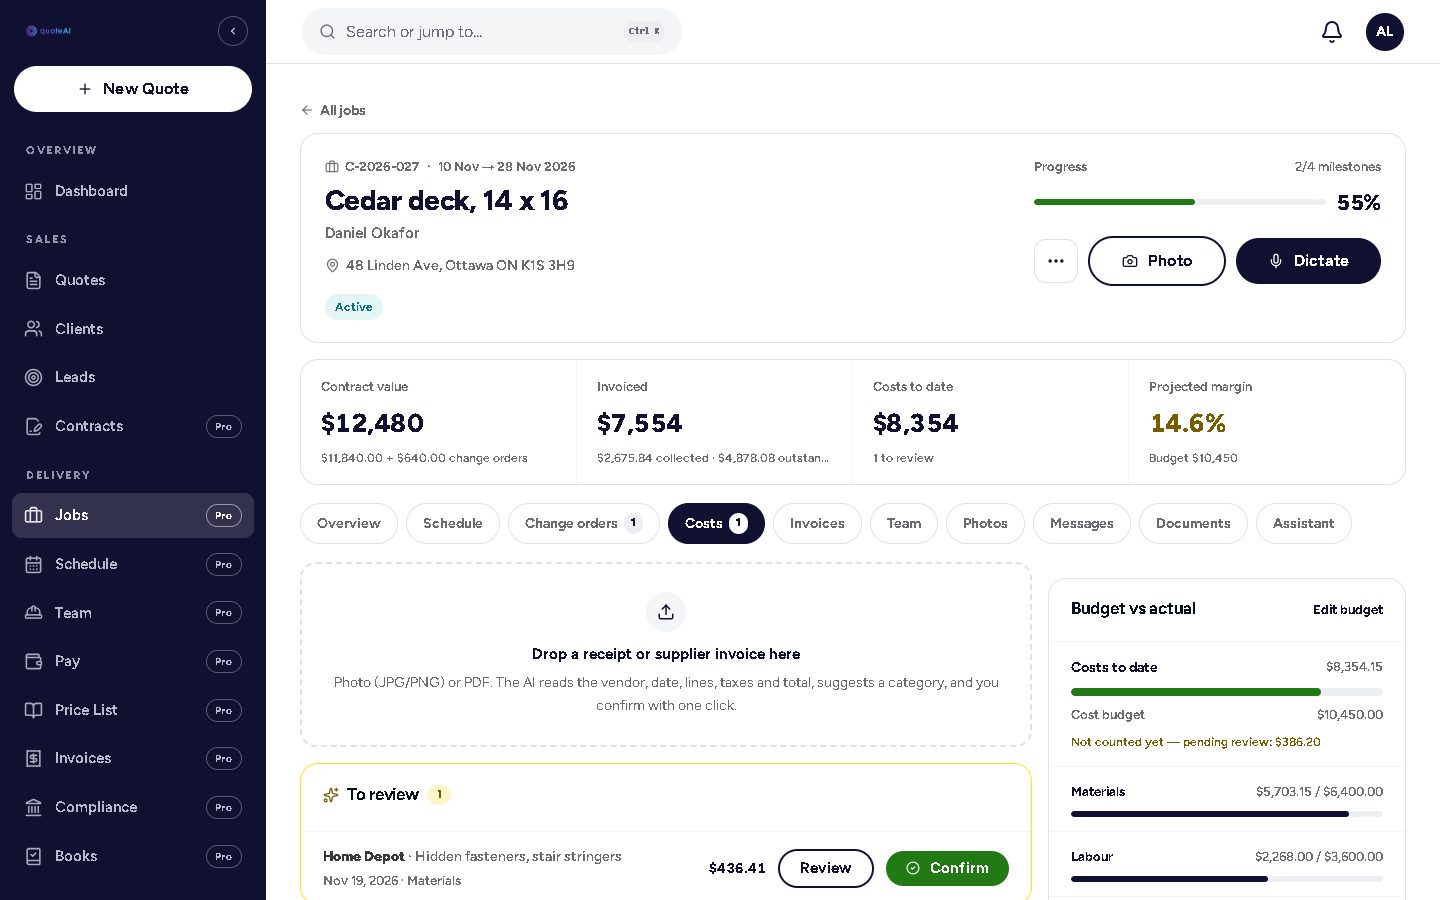 quoteAI
New Quote
OVERVIEW
Dashboard
SALES
Quotes
Clients
Leads
Contracts Pro
DELIVERY
Jobs Pro
Schedule Pro
Team Pro
Pay Pro
Price List Pro
Invoices Pro
Compliance Pro
Books Pro
Search or jump to... Ctrl K
AL
All jobs
C-2026-027 · 10 Nov → 28 Nov 2026
Cedar deck, 14 x 16
Daniel Okafor
48 Linden Ave, Ottawa ON K1S 3H9
Active
Progress 2/4 milestones
55%
Photo Dictate
Contract value
$12,480
$11,840.00 + $640.00 change orders
Invoiced
$7,554
$2,675.84 collected · $4,878.08 outstan...
Costs to date
$8,354
1 to review
Projected margin
14.6%
Budget $10,450
Overview Schedule Change orders 1 Costs 1 Invoices Team Photos Messages Documents Assistant
Drop a receipt or supplier invoice here
Photo (JPG/PNG) or PDF. The AI reads the vendor, date, lines, taxes and total, suggests a category, and you
confirm with one click.
To review 1
Home Depot · Hidden fasteners, stair stringers
Nov 19, 2026 · Materials
$436.41 Review Confirm
Budget vs actual Edit budget
Costs to date $8,354.15
Cost budget $10,450.00
Not counted yet — pending review: $386.20
Materials $5,703.15 / $6,400.00
Labour $2,268.00 / $3,600.00